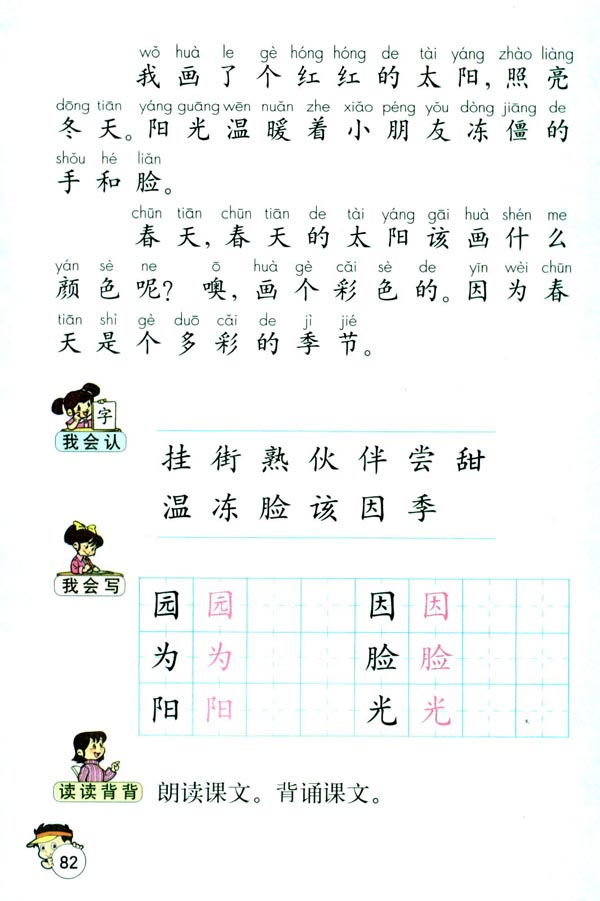 wǒ huà le gè hóng hóng de tài yáng zhào liàng
我画了个红红的太阳，照亮
dōng tiān yáng guāng wēn nuǎn zhe xiǎo péng yǒu dòng jiāng de
冬天。阳光温暖着小朋友冻僵的
shǒu hé liǎn
手和脸。
chūn tiān chūn tiān de tài yáng gāi huà shén me
春天，春天的太阳该画什么
yán sè ne ō huà gè cǎi sè de yīn wèi chūn
颜色呢？噢，画个彩色的。因为春
tiān shì gè duō cǎi de jì jié
天是个多彩的季节。
字
我会认
挂街熟伙伴尝甜
温冻脸该因季
我会写
园 园 因 因
为 为 脸 脸
阳 阳 光 光
读读背背 朗读课文。背诵课文。
82